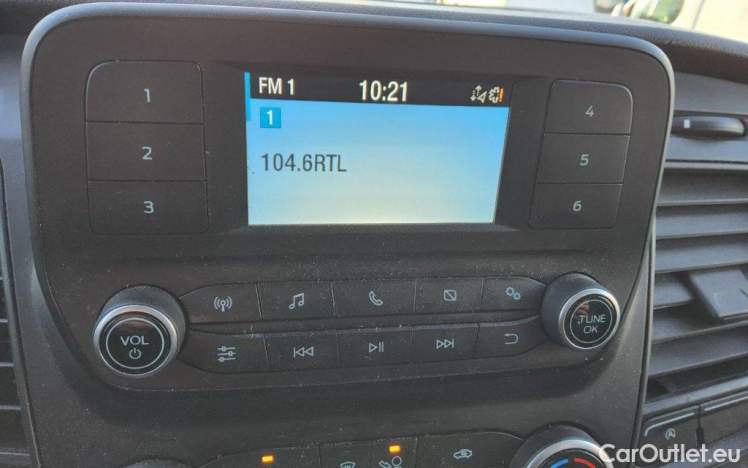 FM 1 10:21
1
104.6RTL
1
2
3
4
5
6
VOL
TUNE
OK
CarOutlet.eu